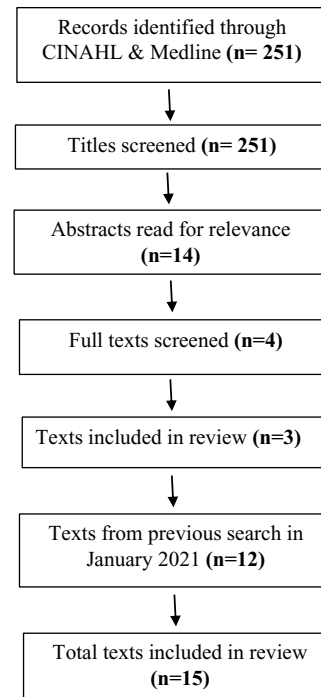 Records identified through
CINAHL & Medline (n= 251)
Titles screened (n= 251)
Abstracts read for relevance
(n=14)
Full texts screened (n=4)
Texts included in review (n=3)
Texts from previous search in
January 2021 (n=12)
Total texts included in review
(n=15)